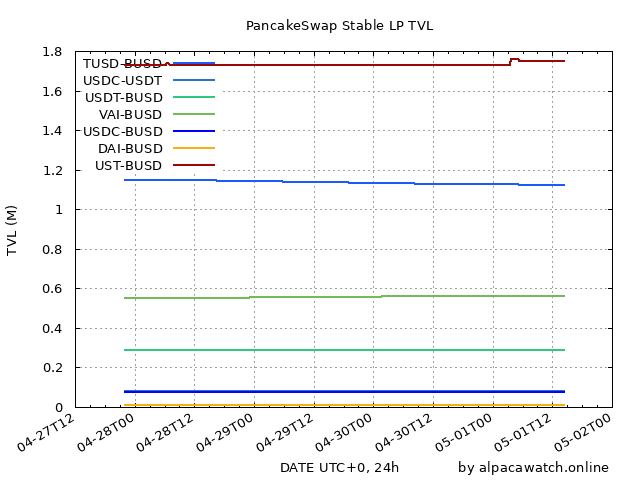 PancakeSwap Stable LP TVL
1.8
1.6
1.4
1.2
1
0.8
0.6
0.4
0.2
0
TVL (M)
TUSD-BUSD
USDC-USDT
USDT-BUSD
VAI-BUSD
USDC-BUSD
DAI-BUSD
UST-BUSD
04-27T12
04-28T00
04-28T12
04-29T00
04-29T12
04-30T00
04-30T12
05-01T00
05-01T12
05-02T00
DATE UTC+0, 24h
by alpacawatch.online